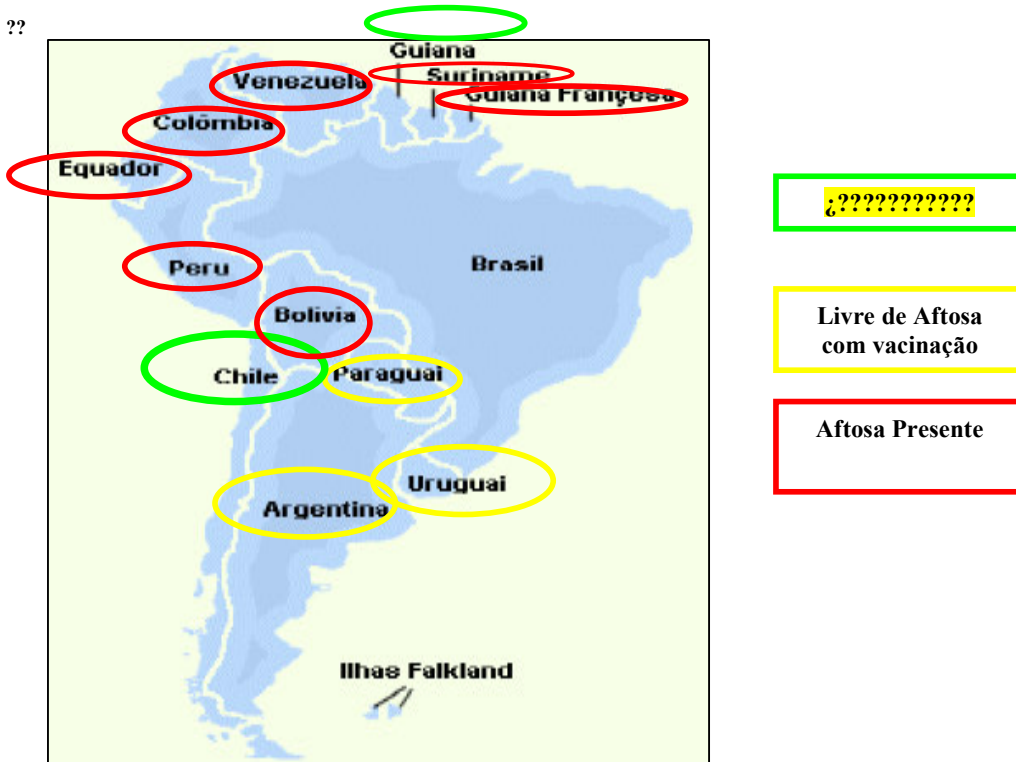 ??
Guiana
Suriname
Guiana Françesa
Venezuela
Colômbia
Equador
Brasil
Peru
Bolivia
Chile
Paraguai
Uruguai
Argentina
Ilhas Falkland
¿???????????
Livre de Aftosa
com vacinação
Aftosa Presente